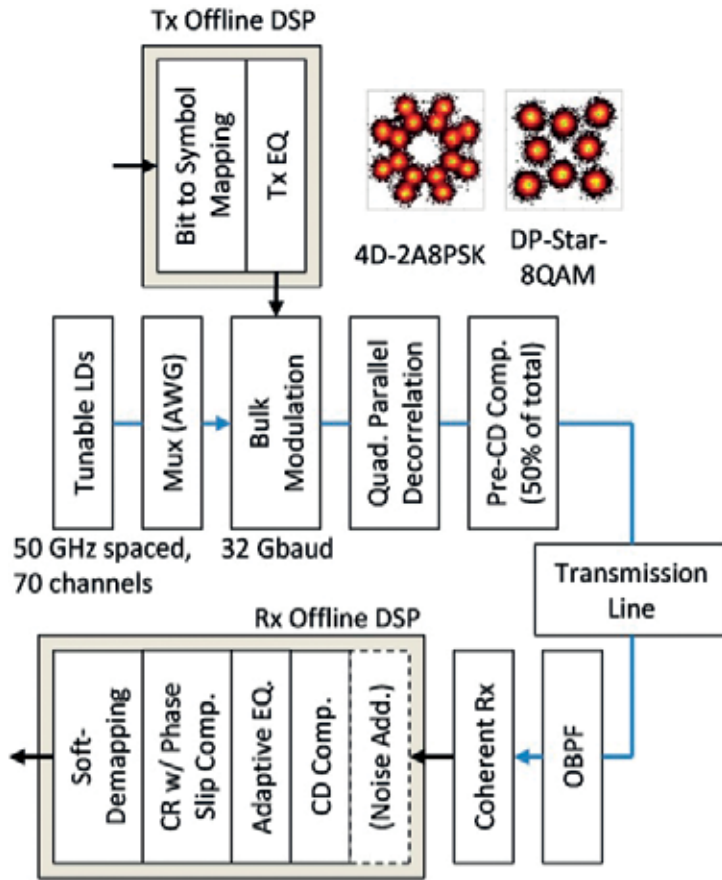 Tx Offline DSP
Bit to Symbol
Mapping
Tx EQ
4D-2A8PSK
DP-Star-
8QAM
Tunable LDs
Mux (AWG)
Bulk
Modulation
Quad. Parallel
Decorrelation
Pre-CD Comp.
(50% of total)
50 GHz spaced,
70 channels
32 Gbaud
Transmission
Line
Rx Offline DSP
Soft-
Demapping
CR w/ Phase
Slip Comp.
Adaptive EQ.
CD Comp.
(Noise Add.)
Coherent Rx
OBPF